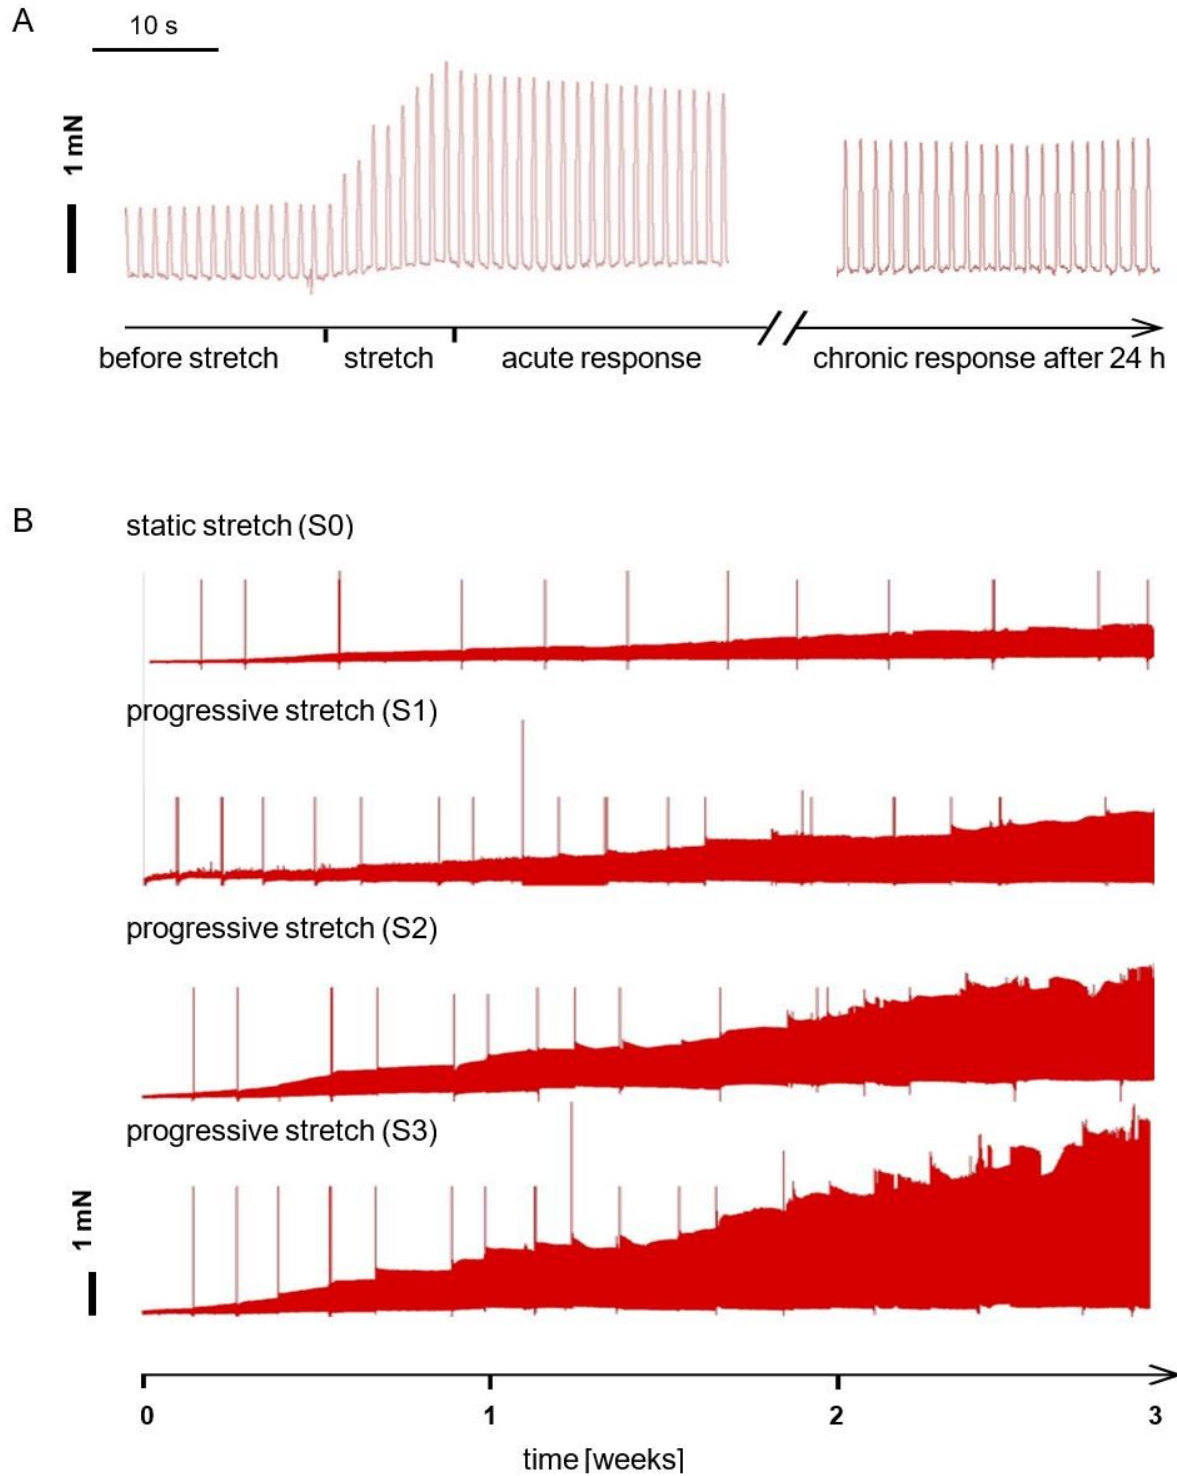 A
10 s
1 mN
before stretch
stretch
acute response
chronic response after 24 h
B
static stretch (S0)
progressive stretch (S1)
progressive stretch (S2)
progressive stretch (S3)
1 mN
0
1
2
3
time [weeks]